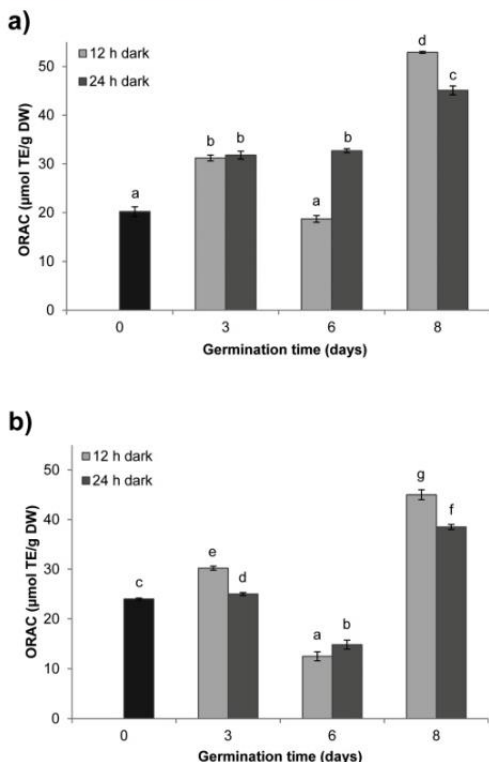 a)
12 h dark
24 h dark
ORAC (µmol TE/g DW)
50
40
30
20
10
0
a
b b
a b
d
c
0 3 6 8
Germination time (days)
b)
12 h dark
24 h dark
ORAC (µmol TE/g DW)
50
40
30
20
10
0
c
e
d
a b
g
f
0 3 6 8
Germination time (days)